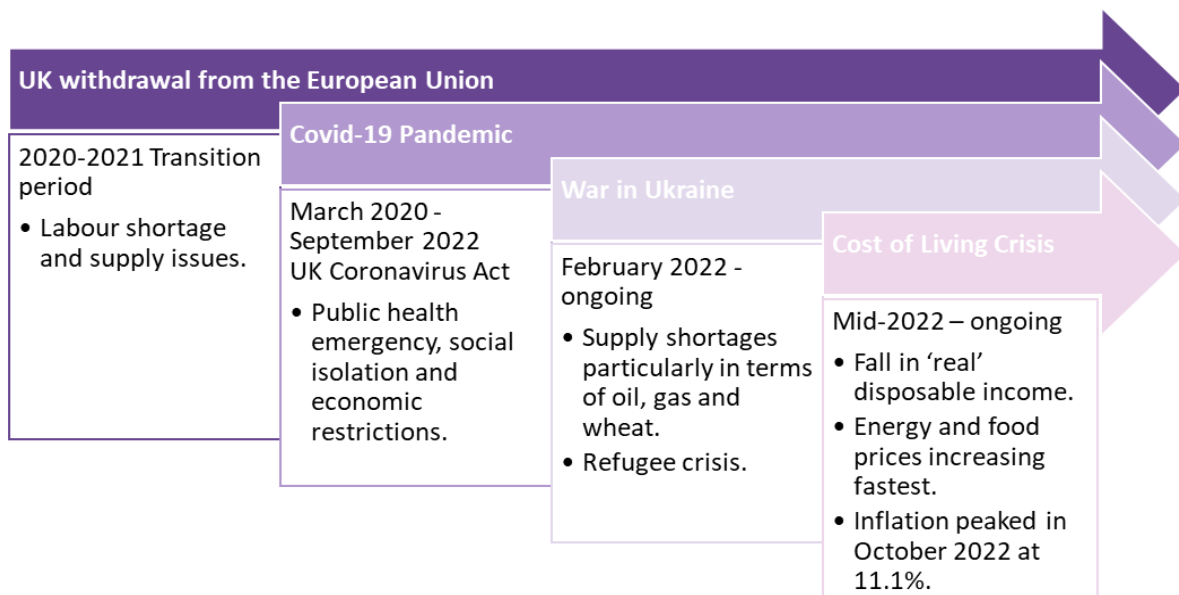 UK withdrawal from the European Union
2020-2021 Transition
period
• Labour shortage
and supply issues.
Covid-19 Pandemic
March 2020 -
September 2022
UK Coronavirus Act
• Public health
emergency, social
isolation and
economic
restrictions.
War in Ukraine
February 2022 -
ongoing
• Supply shortages
particularly in terms
of oil, gas and
wheat.
• Refugee crisis.
Cost of Living Crisis
Mid-2022 – ongoing
• Fall in ‘real’
disposable income.
• Energy and food
prices increasing
fastest.
• Inflation peaked in
October 2022 at
11.1%.